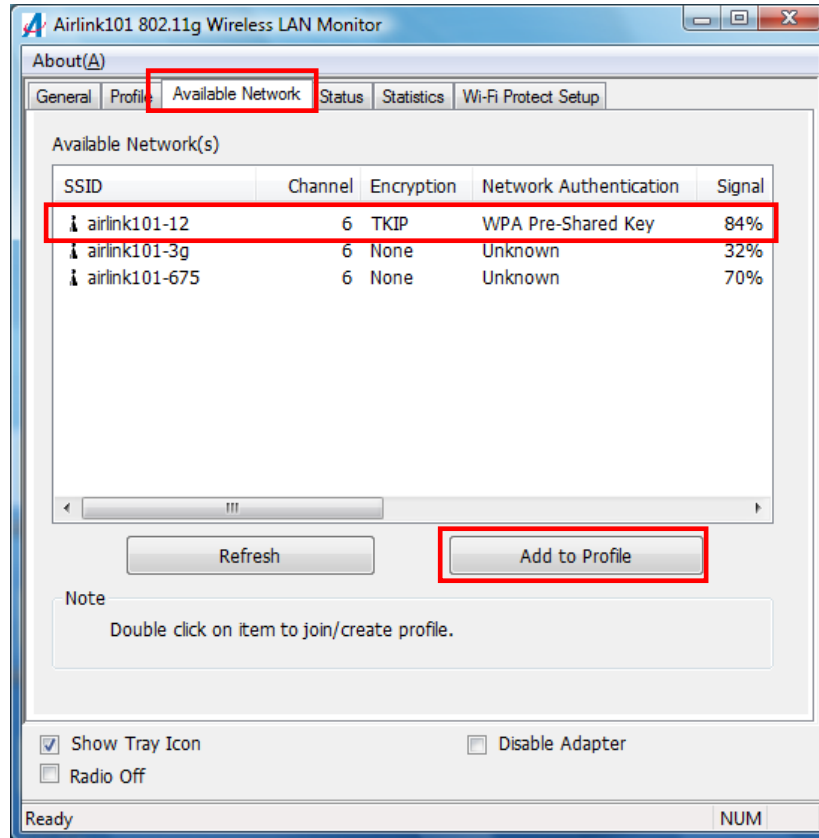 Airlink101 802.11g Wireless LAN Monitor
About(A)
General Profile Available Network Status Statistics Wi-Fi Protect Setup
Available Network(s)
SSID Channel Encryption Network Authentication Signal
airlink101-12 6 TKIP WPA Pre-Shared Key 84%
airlink101-3g 6 None Unknown 32%
airlink101-675 6 None Unknown 70%
Refresh Add to Profile
Note
Double click on item to join/create profile.
Show Tray Icon Disable Adapter
Radio Off
Ready NUM